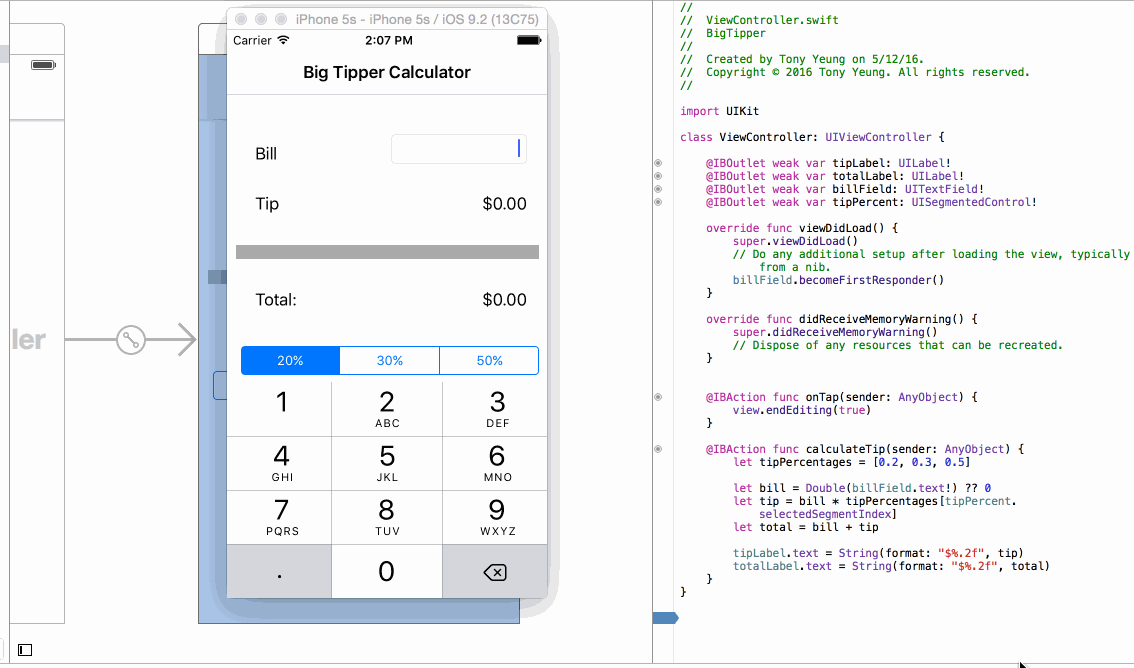 iPhone 5s - iPhone 5s / iOS 9.2 (13C75)
Carrier 2:07 PM
Big Tipper Calculator
Bill
Tip $0.00
Total: $0.00
20% 30% 50%
1 2 3
ABC DEF
4 5 6
GHI JKL MNO
7 8 9
PQRS TUV WXYZ
. 0
ler
//
//  ViewController.swift
//  BigTipper
//
//  Created by Tony Yeung on 5/12/16.
//  Copyright © 2016 Tony Yeung. All rights reserved.
//
import UIKit
class ViewController: UIViewController {
@IBOutlet weak var tipLabel: UILabel!
@IBOutlet weak var totalLabel: UILabel!
@IBOutlet weak var billField: UITextField!
@IBOutlet weak var tipPercent: UISegmentedControl!
override func viewDidLoad() {
super.viewDidLoad()
// Do any additional setup after loading the view, typically
from a nib.
billField.becomeFirstResponder()
}
override func didReceiveMemoryWarning() {
super.didReceiveMemoryWarning()
// Dispose of any resources that can be recreated.
}
@IBAction func onTap(sender: AnyObject) {
view.endEditing(true)
}
@IBAction func calculateTip(sender: AnyObject) {
let tipPercentages = [0.2, 0.3, 0.5]
let bill = Double(billField.text!) ?? 0
let tip = bill * tipPercentages[tipPercent.
selectedSegmentIndex]
let total = bill + tip
tipLabel.text = String(format: "$%.2f", tip)
totalLabel.text = String(format: "$%.2f", total)
}
}